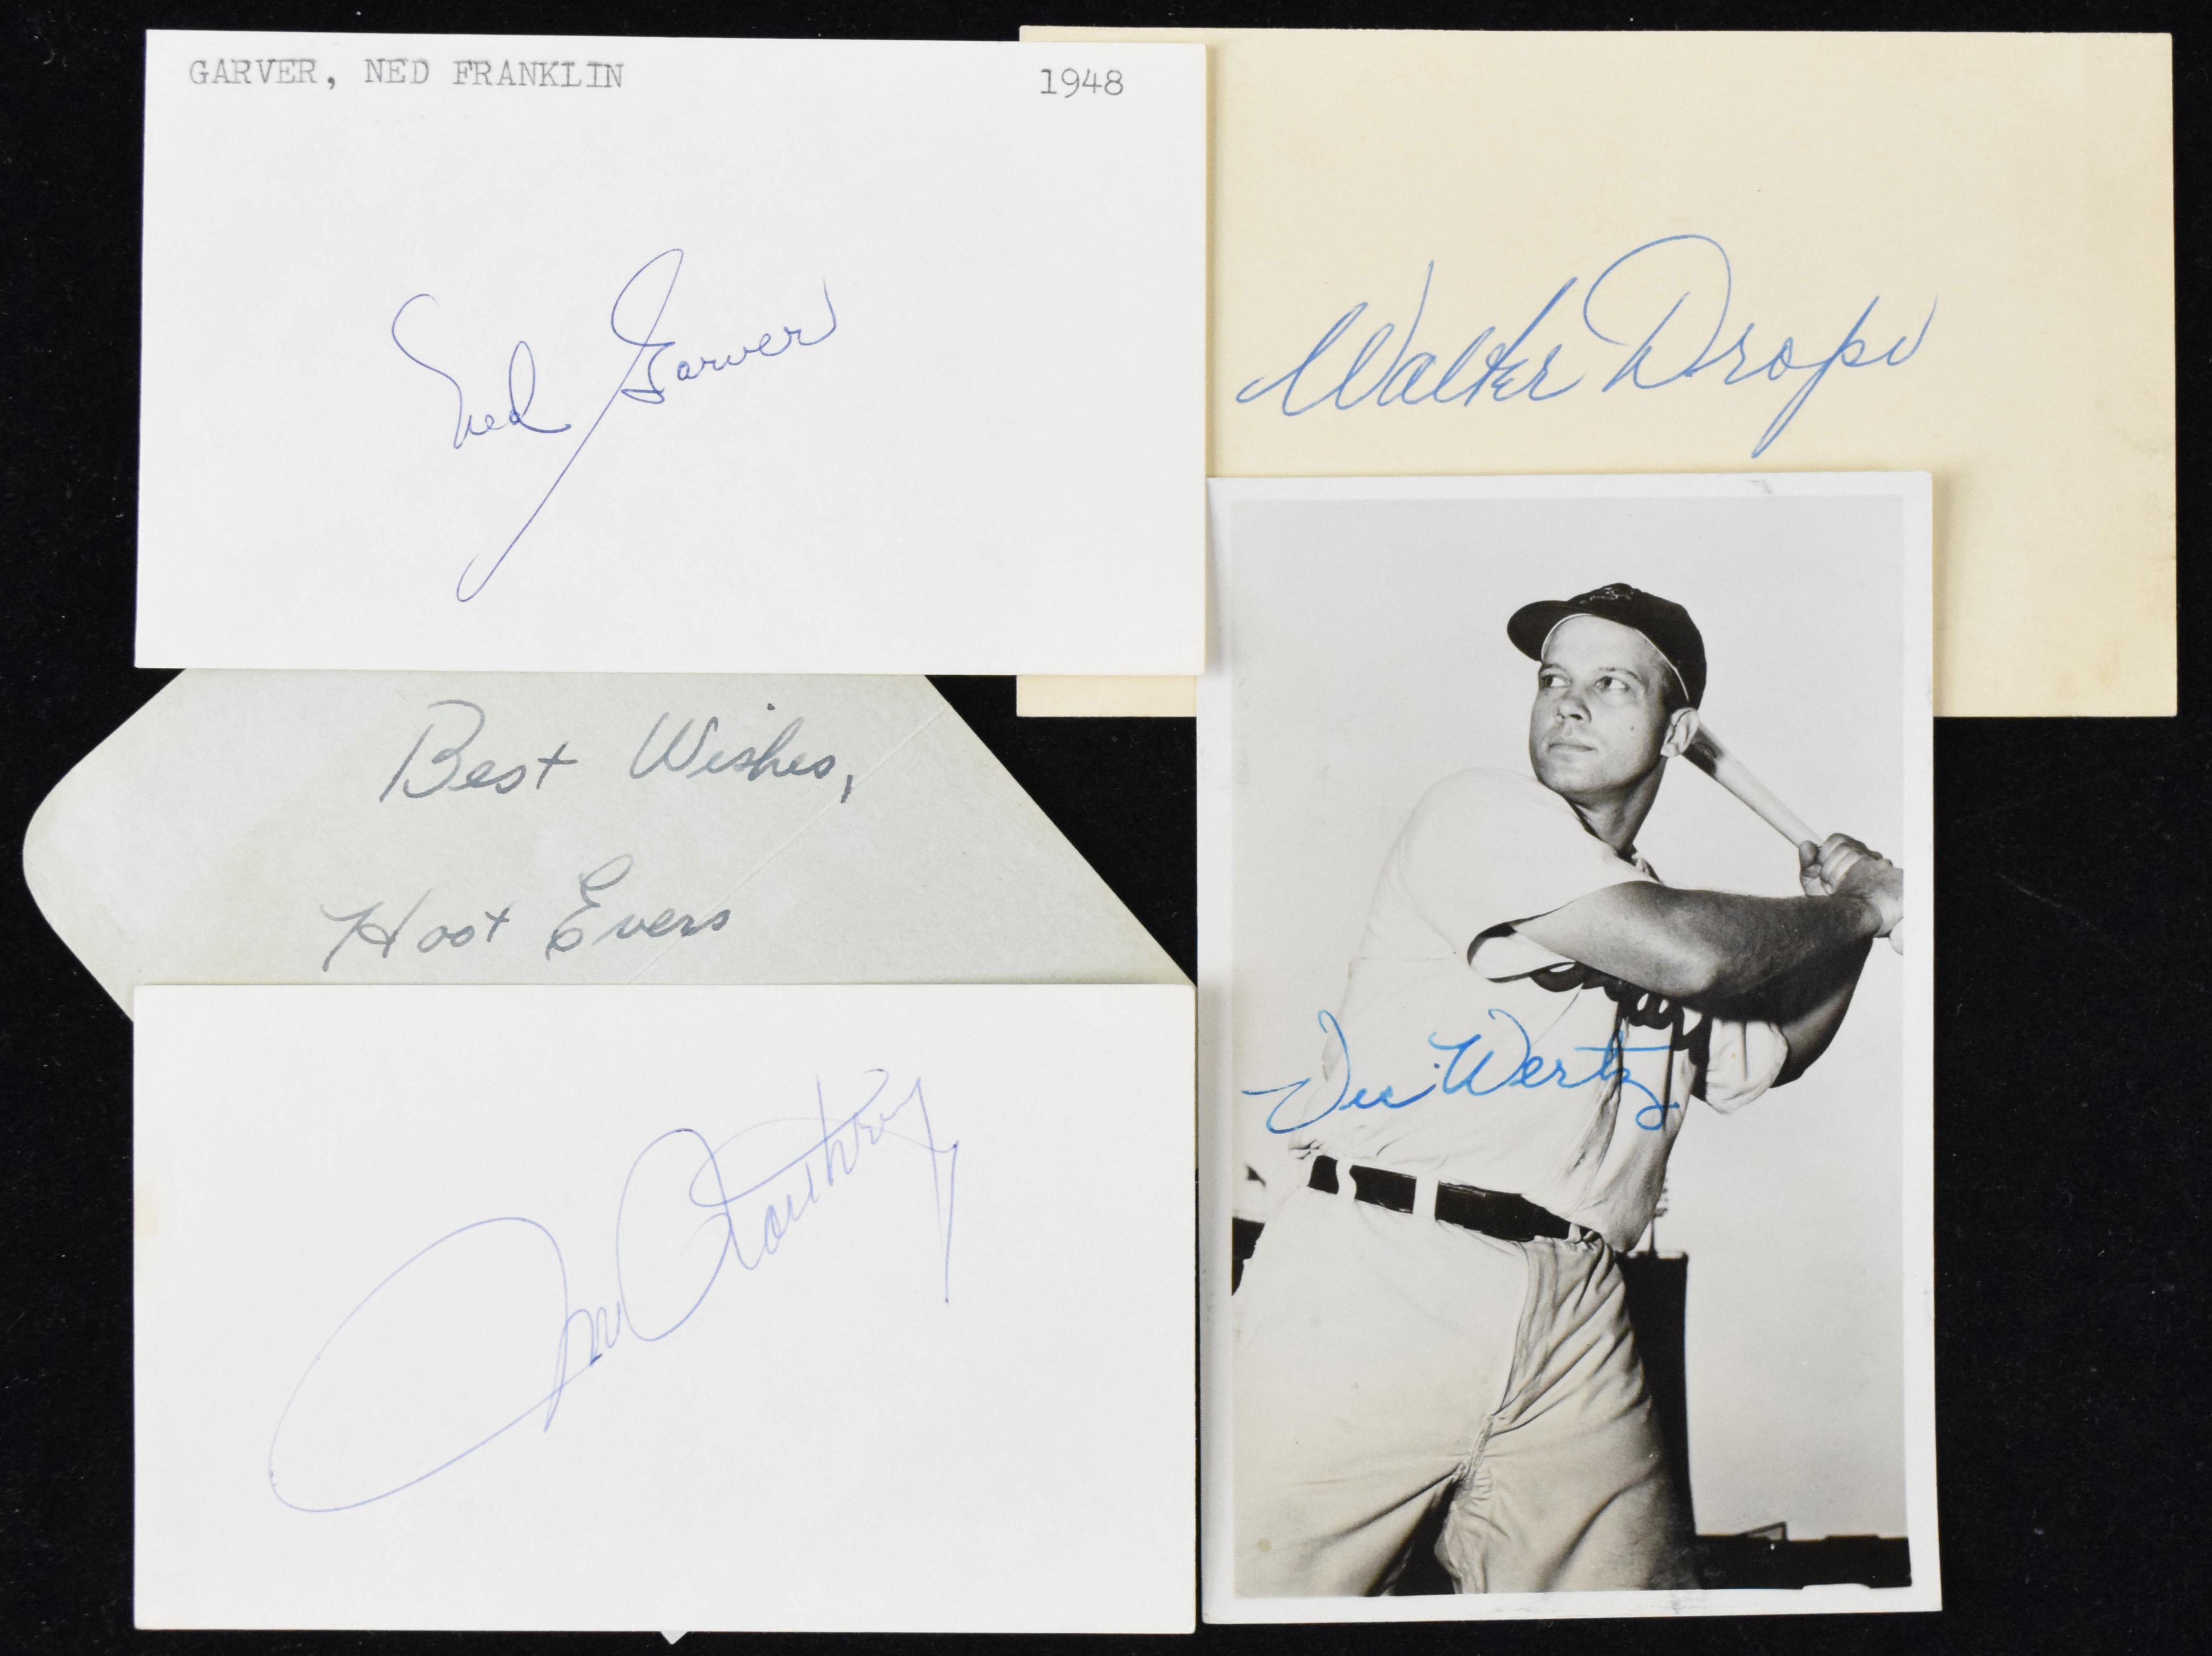 GARVER, NED FRANKLIN 1948
Ned Garver
Walter Dropo
Best Wishes,
Hoot Evers
Vic Wertz